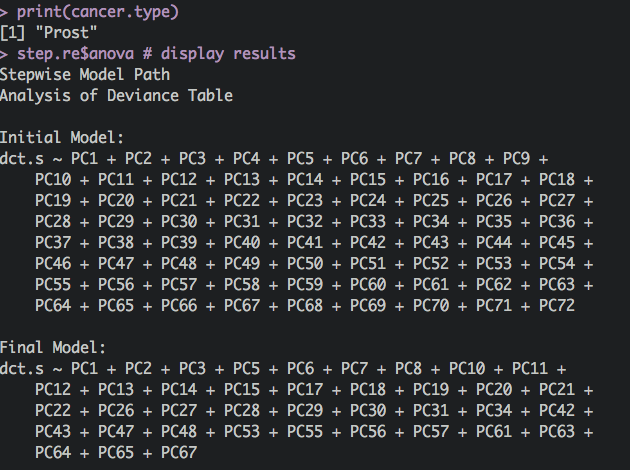 > print(cancer.type)
[1] "Prost"
> step.re$anova # display results
Stepwise Model Path
Analysis of Deviance Table

Initial Model:
dct.s ~ PC1 + PC2 + PC3 + PC4 + PC5 + PC6 + PC7 + PC8 + PC9 +
    PC10 + PC11 + PC12 + PC13 + PC14 + PC15 + PC16 + PC17 + PC18 +
    PC19 + PC20 + PC21 + PC22 + PC23 + PC24 + PC25 + PC26 + PC27 +
    PC28 + PC29 + PC30 + PC31 + PC32 + PC33 + PC34 + PC35 + PC36 +
    PC37 + PC38 + PC39 + PC40 + PC41 + PC42 + PC43 + PC44 + PC45 +
    PC46 + PC47 + PC48 + PC49 + PC50 + PC51 + PC52 + PC53 + PC54 +
    PC55 + PC56 + PC57 + PC58 + PC59 + PC60 + PC61 + PC62 + PC63 +
    PC64 + PC65 + PC66 + PC67 + PC68 + PC69 + PC70 + PC71 + PC72

Final Model:
dct.s ~ PC1 + PC2 + PC3 + PC5 + PC6 + PC7 + PC8 + PC10 + PC11 +
    PC12 + PC13 + PC14 + PC15 + PC17 + PC18 + PC19 + PC20 + PC21 +
    PC22 + PC26 + PC27 + PC28 + PC29 + PC30 + PC31 + PC34 + PC42 +
    PC43 + PC47 + PC48 + PC53 + PC55 + PC56 + PC57 + PC61 + PC63 +
    PC64 + PC65 + PC67